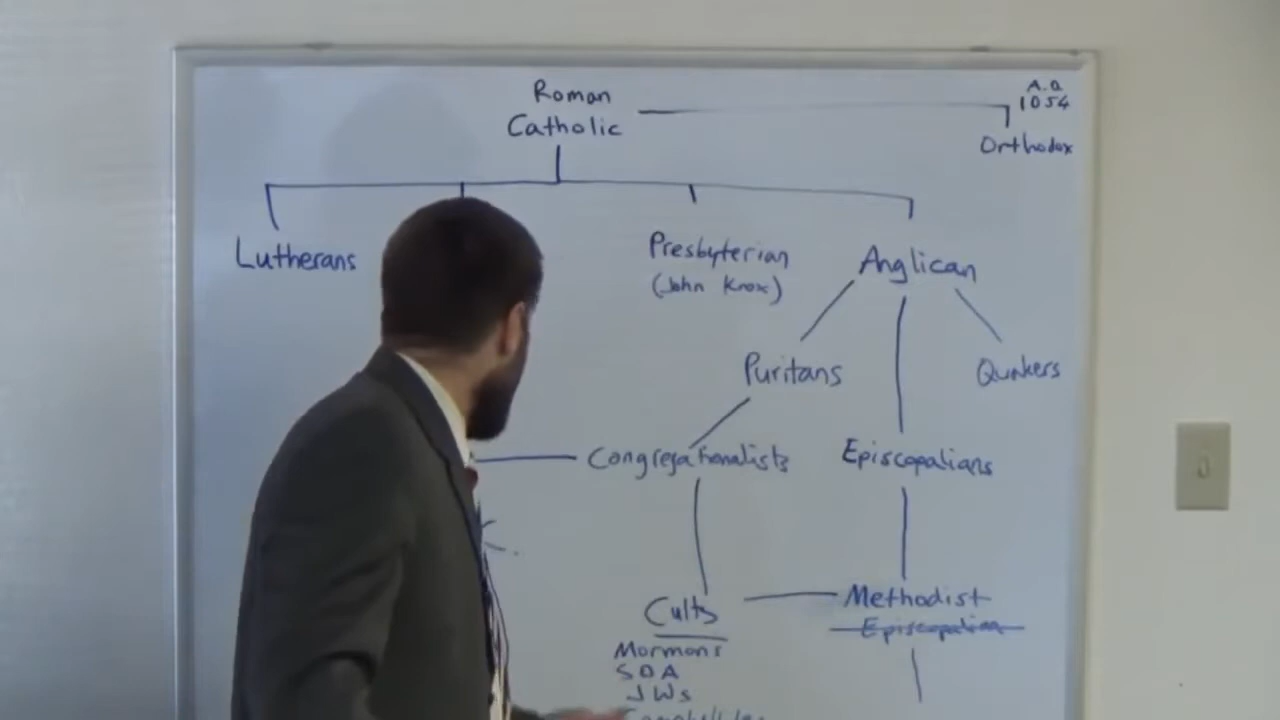 Roman
Catholic
A.D.
1054
Orthodox
Lutherans
Presbyterian
(John Knox)
Anglican
Puritans
Quakers
Congregationalists
Episcopalians
Cults
Methodist
Episcopalian
Mormons
SDA
JWs